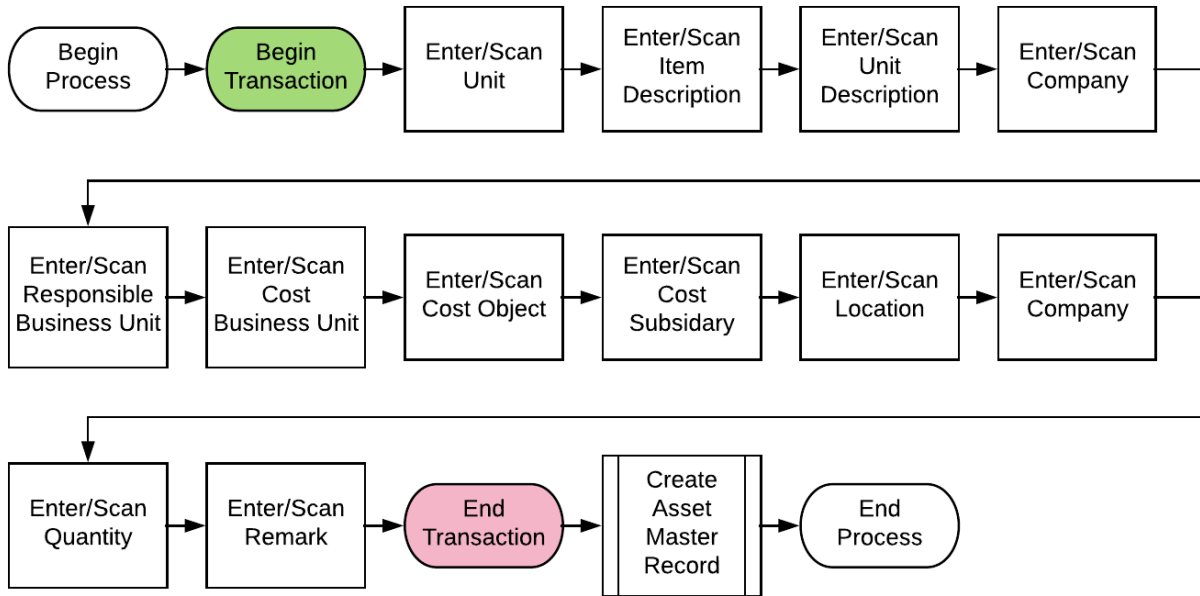 Begin
Process
Begin
Transaction
Enter/Scan
Unit
Enter/Scan
Item
Description
Enter/Scan
Unit
Description
Enter/Scan
Company
Enter/Scan
Responsible
Business Unit
Enter/Scan
Cost
Business Unit
Enter/Scan
Cost Object
Enter/Scan
Cost
Subsidary
Enter/Scan
Location
Enter/Scan
Company
Enter/Scan
Quantity
Enter/Scan
Remark
End
Transaction
Create
Asset
Master
Record
End
Process